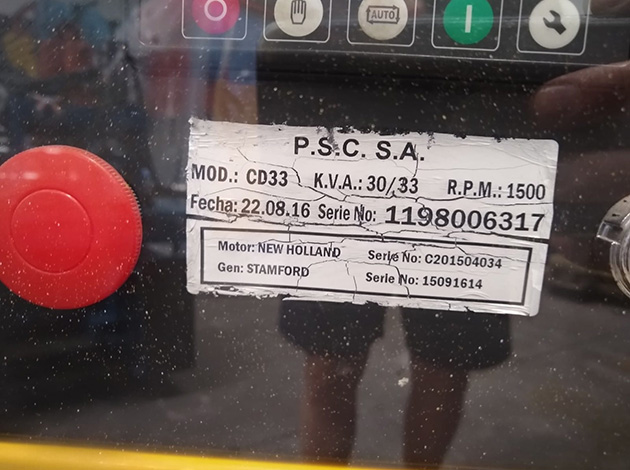 AUTO
P.S.C. S.A.
MOD.: CD33 K.V.A.: 30/33 R.P.M.: 1500
Fecha: 22.08.16 Serie No: 1198006317
Motor: NEW HOLLAND Serie No: C201504034
Gen: STAMFORD Serie No: 15091614